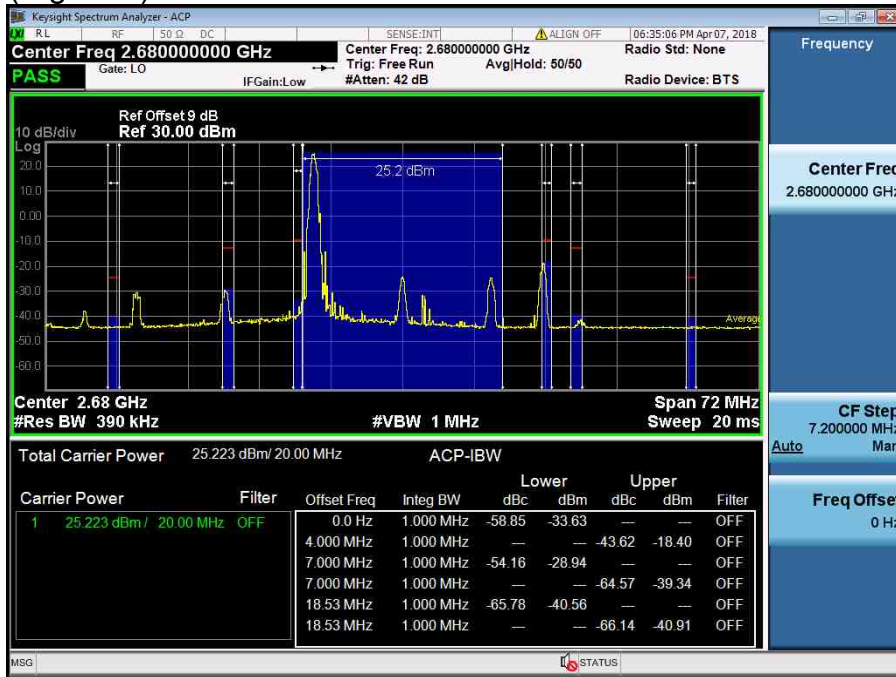 Keysight Spectrum Analyzer - ACP
LXI RL RF 50 Ω DC SENSE:INT ALIGN OFF 06:35:06 PM Apr 07, 2018
Center Freq 2.680000000 GHz
Center Freq: 2.680000000 GHz
Radio Std: None
Gate: LO
Trig: Free Run Avg|Hold: 50/50
PASS
IFGain:Low
#Atten: 42 dB
Radio Device: BTS
Frequency
Ref Offset 9 dB
10 dB/div Ref 30.00 dBm
Log
20.0
25.2 dBm
10.0
0.00
-10.0
-20.0
-30.0
-40.0
Average
-50.0
-60.0
Center 2.68 GHz
Span 72 MHz
#Res BW 390 kHz
#VBW 1 MHz
Sweep 20 ms
Center Freq
2.680000000 GHz
CF Step
7.200000 MHz
Auto Man
Freq Offset
0 Hz
Total Carrier Power 25.223 dBm/ 20.00 MHz ACP-IBW
Lower Upper
Carrier Power Filter Offset Freq Integ BW dBc dBm dBc dBm Filter
1 25.223 dBm / 20.00 MHz OFF 0.0 Hz 1.000 MHz -58.85 -33.63 --- --- OFF
4.000 MHz 1.000 MHz --- --- -43.62 -18.40 OFF
7.000 MHz 1.000 MHz -54.16 -28.94 --- --- OFF
7.000 MHz 1.000 MHz --- --- -64.57 -39.34 OFF
18.53 MHz 1.000 MHz -65.78 -40.56 --- --- OFF
18.53 MHz 1.000 MHz --- --- -66.14 -40.91 OFF
MSG STATUS